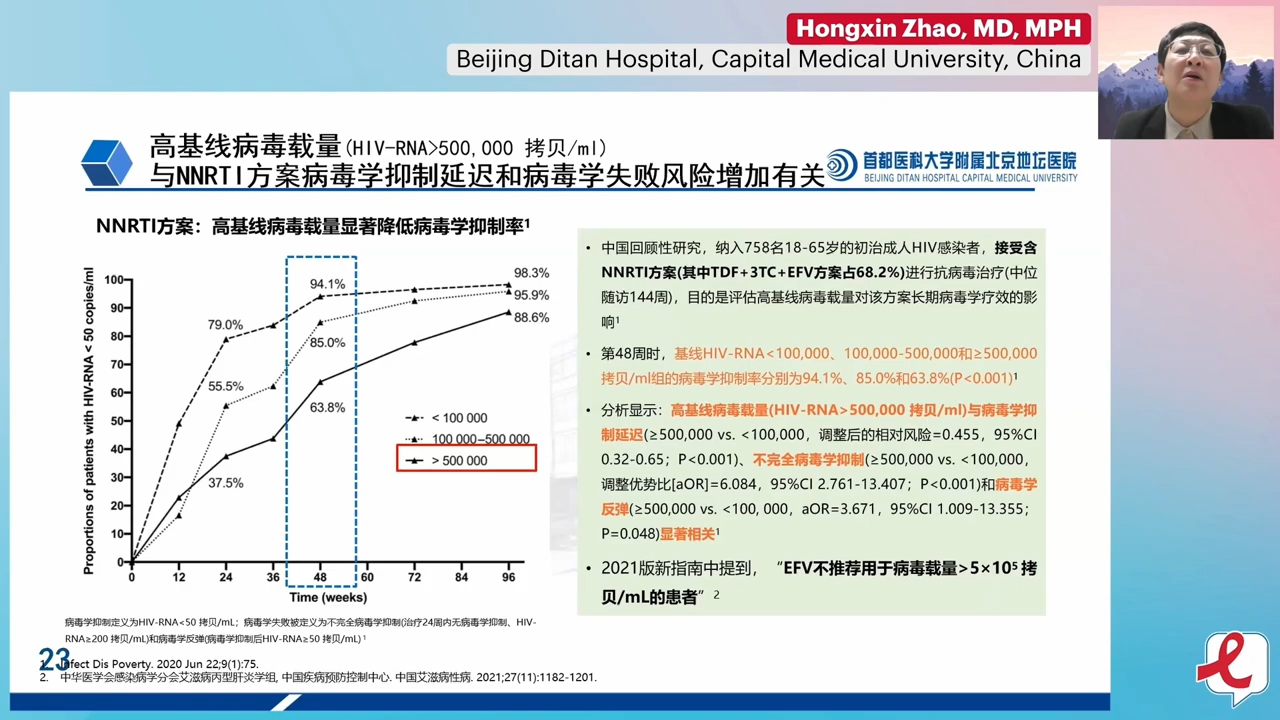 Hongxin Zhao, MD, MPH
Beijing Ditan Hospital, Capital Medical University, China
高基线病毒载量(HIV-RNA>500,000 拷贝/ml)
与NNRTI方案病毒学抑制延迟和病毒学失败风险增加有关
首都医科大学附属北京地坛医院
BEIJING DITAN HOSPITAL CAPITAL MEDICAL UNIVERSITY
NNRTI方案：高基线病毒载量显著降低病毒学抑制率1
Proportions of patients with HIV-RNA < 50 copies/ml
100
90
80
70
60
50
40
30
20
10
0
0 12 24 36 48 60 72 84 96
Time (weeks)
79.0%
94.1%
98.3%
55.5%
85.0%
95.9%
37.5%
63.8%
88.6%
< 100 000
100 000–500 000
> 500 000
• 中国回顾性研究，纳入758名18-65岁的初治成人HIV感染者，接受含
NNRTI方案(其中TDF+3TC+EFV方案占68.2%)进行抗病毒治疗(中位
随访144周)，目的是评估高基线病毒载量对该方案长期病毒学疗效的影
响1
• 第48周时，基线HIV-RNA<100,000、100,000-500,000和≥500,000
拷贝/ml组的病毒学抑制率分别为94.1%、85.0%和63.8%(P<0.001)1
• 分析显示：高基线病毒载量(HIV-RNA>500,000 拷贝/ml)与病毒学抑
制延迟(≥500,000 vs. <100,000，调整后的相对风险=0.455，95%CI
0.32-0.65；P<0.001)、不完全病毒学抑制(≥500,000 vs. <100,000，
调整优势比[aOR]=6.084，95%CI 2.761-13.407；P<0.001)和病毒学
反弹(≥500,000 vs. <100, 000，aOR=3.671，95%CI 1.009-13.355；
P=0.048)显著相关1
• 2021版新指南中提到，“EFV不推荐用于病毒载量>5×10⁵ 拷
贝/mL的患者” 2
病毒学抑制定义为HIV-RNA<50 拷贝/mL；病毒学失败被定义为不完全病毒学抑制(治疗24周内无病毒学抑制、HIV-
RNA≥200 拷贝/mL)和病毒学反弹(病毒学抑制后HIV-RNA≥50 拷贝/mL) 1
23
1. Infect Dis Poverty. 2020 Jun 22;9(1):75.
2. 中华医学会感染病学分会艾滋病丙型肝炎学组, 中国疾病预防控制中心. 中国艾滋病性病. 2021;27(11):1182-1201.